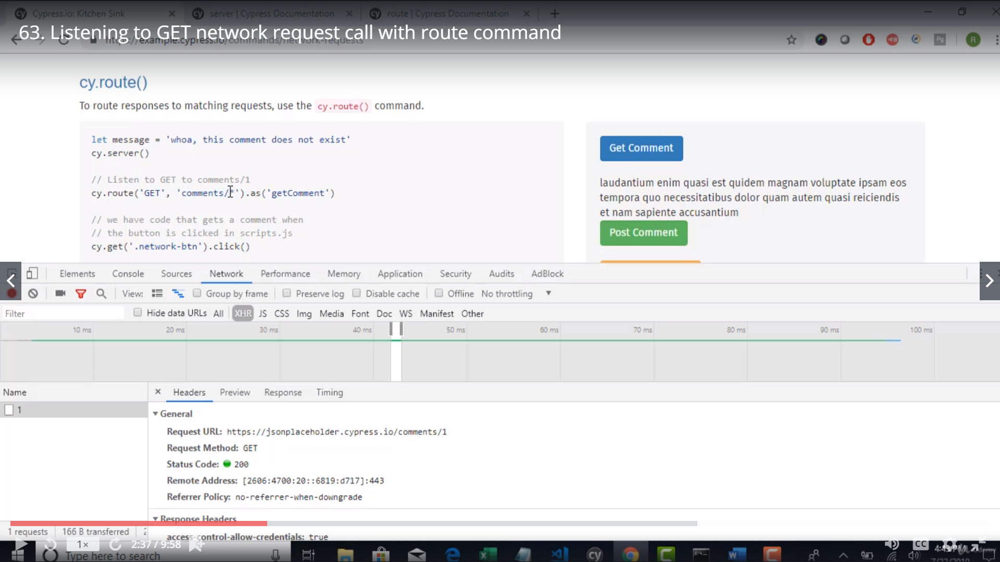 Cypress.io: Kitchen Sink
server | Cypress Documentation
route | Cypress Documentation
63. Listening to GET network request call with route command
https://example.cypress.io/commands/network-requests
Pg
R
cy.route()
To route responses to matching requests, use the cy.route() command.
let message = 'whoa, this comment does not exist'
cy.server()
// Listen to GET to comments/1
cy.route('GET', 'comments/*').as('getComment')
// we have code that gets a comment when
// the button is clicked in scripts.js
cy.get('.network-btn').click()
Get Comment
laudantium enim quasi est quidem magnam voluptate ipsam eos
tempora quo necessitatibus dolor quam autem quasi reiciendis
et nam sapiente accusantium
Post Comment
Elements Console Sources Network Performance Memory Application Security Audits AdBlock
View: Group by frame Preserve log Disable cache Offline No throttling
Filter Hide data URLs All XHR JS CSS Img Media Font Doc WS Manifest Other
10 ms 20 ms 30 ms 40 ms 50 ms 60 ms 70 ms 80 ms 90 ms 100 ms
Name
1
Headers Preview Response Timing
General
Request URL: https://jsonplaceholder.cypress.io/comments/1
Request Method: GET
Status Code: 200
Remote Address: [2606:4700:20::6819:d717]:443
Referrer Policy: no-referrer-when-downgrade
Response Headers
access-control-allow-credentials: true
1 requests 166 B transferred
1× 2:37 / 9:58
CC
Type here to search